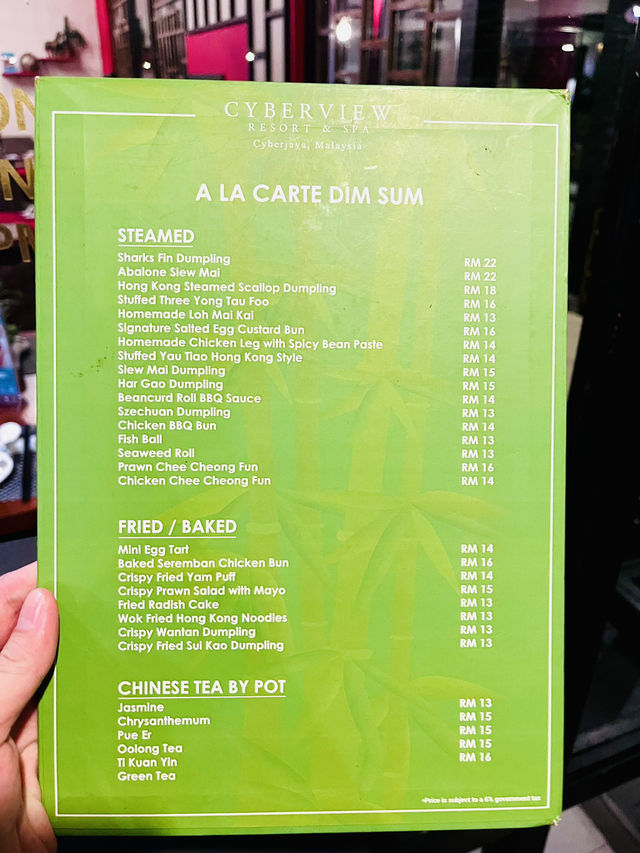 CYBERVIEW
RESORT & SPA
Cyberjaya, Malaysia
A LA CARTE DIM SUM
STEAMED
Sharks Fin Dumpling RM 22
Abalone Siew Mai RM 22
Hong Kong Steamed Scallop Dumpling RM 18
Stuffed Three Yong Tau Foo RM 16
Homemade Loh Mai Kai RM 13
Signature Salted Egg Custard Bun RM 16
Homemade Chicken Leg with Spicy Bean Paste RM 14
Stuffed Yau Tiao Hong Kong Style RM 14
Siew Mai Dumpling RM 15
Har Gao Dumpling RM 15
Beancurd Roll BBQ Sauce RM 14
Szechuan Dumpling RM 13
Chicken BBQ Bun RM 14
Fish Ball RM 13
Seaweed Roll RM 13
Prawn Chee Cheong Fun RM 16
Chicken Chee Cheong Fun RM 14
FRIED / BAKED
Mini Egg Tart RM 14
Baked Seremban Chicken Bun RM 16
Crispy Fried Yam Puff RM 14
Crispy Prawn Salad with Mayo RM 15
Fried Radish Cake RM 13
Wok Fried Hong Kong Noodles RM 13
Crispy Wantan Dumpling RM 13
Crispy Fried Sui Kao Dumpling RM 13
CHINESE TEA BY POT
Jasmine RM 13
Chrysanthemum RM 15
Pue Er RM 15
Oolong Tea RM 15
Ti Kuan Yin RM 16
Green Tea
*Price is subject to a 6% government tax